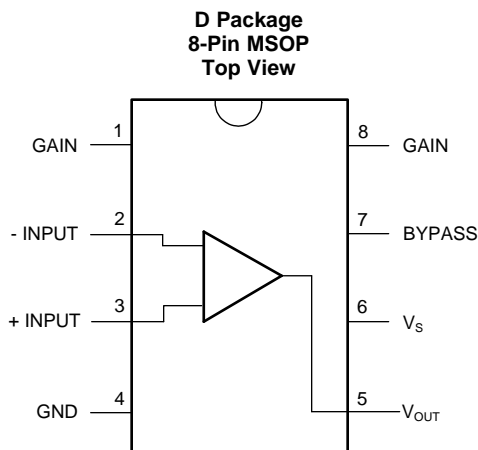 D Package
8-Pin MSOP
Top View
GAIN 1
8 GAIN
- INPUT 2
7 BYPASS
+ INPUT 3
6 VS
GND 4
5 VOUT